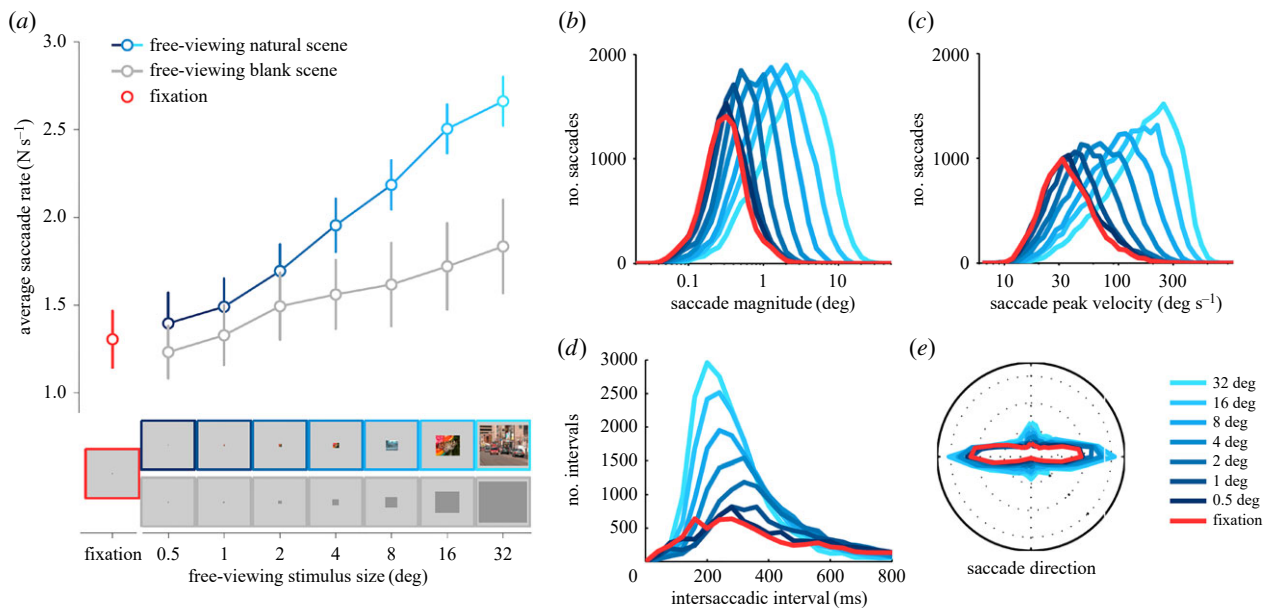 (a)
free-viewing natural scene
free-viewing blank scene
fixation
average saccaade rate (N s⁻¹)
3.0
2.5
2.0
1.5
1.0
fixation
0.5
1
2
4
8
16
32
free-viewing stimulus size (deg)
(b)
no. saccades
2000
1000
0
0.1
1
10
saccade magnitude (deg)
(c)
no. saccades
2000
1000
0
10
30
100
300
saccade peak velocity (deg s⁻¹)
(d)
no. intervals
3000
2500
2000
1500
1000
500
0
200
400
600
800
intersaccadic interval (ms)
(e)
saccade direction
32 deg
16 deg
8 deg
4 deg
2 deg
1 deg
0.5 deg
fixation